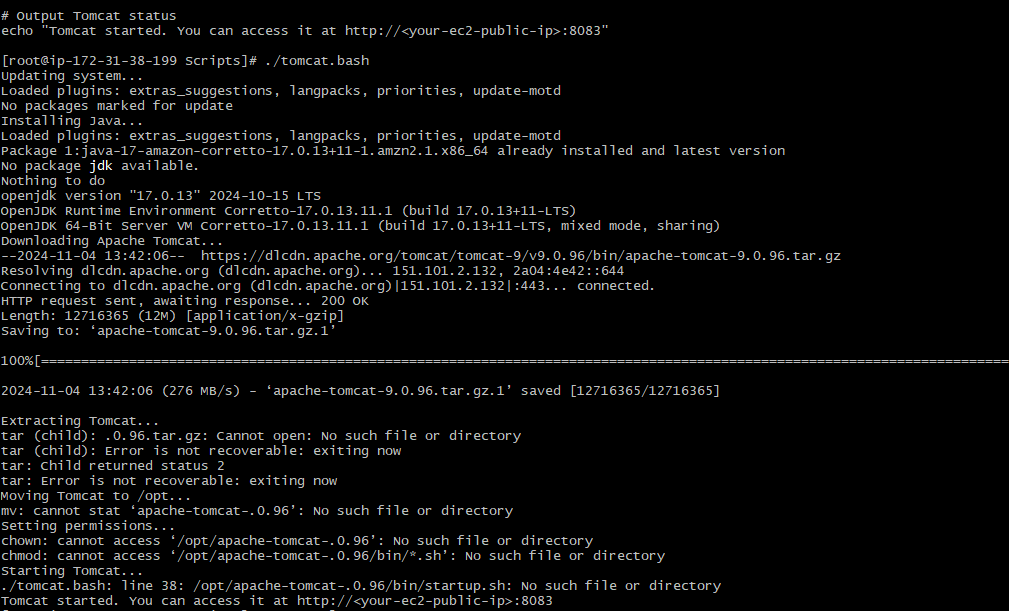 # Output Tomcat status
echo "Tomcat started. You can access it at http://<your-ec2-public-ip>:8083"
[root@ip-172-31-38-199 Scripts]# ./tomcat.bash
Updating system...
Loaded plugins: extras_suggestions, langpacks, priorities, update-motd
No packages marked for update
Installing Java...
Loaded plugins: extras_suggestions, langpacks, priorities, update-motd
Package 1:java-17-amazon-corretto-17.0.13+11-1.amzn2.1.x86_64 already installed and latest version
No package jdk available.
Nothing to do
openjdk version "17.0.13" 2024-10-15 LTS
OpenJDK Runtime Environment Corretto-17.0.13.11.1 (build 17.0.13+11-LTS)
OpenJDK 64-Bit Server VM Corretto-17.0.13.11.1 (build 17.0.13+11-LTS, mixed mode, sharing)
Downloading Apache Tomcat...
--2024-11-04 13:42:06--  https://dlcdn.apache.org/tomcat/tomcat-9/v9.0.96/bin/apache-tomcat-9.0.96.tar.gz
Resolving dlcdn.apache.org (dlcdn.apache.org)... 151.101.2.132, 2a04:4e42::644
Connecting to dlcdn.apache.org (dlcdn.apache.org)|151.101.2.132|:443... connected.
HTTP request sent, awaiting response... 200 OK
Length: 12716365 (12M) [application/x-gzip]
Saving to: ‘apache-tomcat-9.0.96.tar.gz.1’
100%[=========================================================================================================================
2024-11-04 13:42:06 (276 MB/s) - ‘apache-tomcat-9.0.96.tar.gz.1’ saved [12716365/12716365]
Extracting Tomcat...
tar (child): .0.96.tar.gz: Cannot open: No such file or directory
tar (child): Error is not recoverable: exiting now
tar: Child returned status 2
tar: Error is not recoverable: exiting now
Moving Tomcat to /opt...
mv: cannot stat ‘apache-tomcat-.0.96’: No such file or directory
Setting permissions...
chown: cannot access ‘/opt/apache-tomcat-.0.96’: No such file or directory
chmod: cannot access ‘/opt/apache-tomcat-.0.96/bin/*.sh’: No such file or directory
Starting Tomcat...
./tomcat.bash: line 38: /opt/apache-tomcat-.0.96/bin/startup.sh: No such file or directory
Tomcat started. You can access it at http://<your-ec2-public-ip>:8083